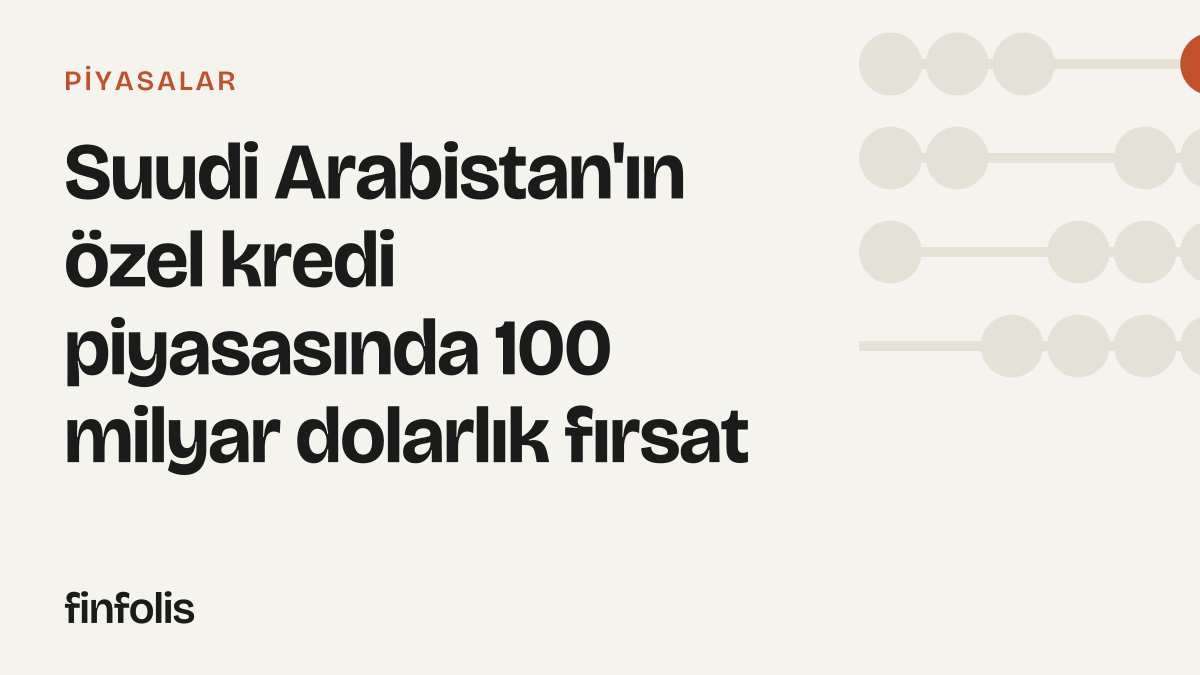 PİYASALAR
Suudi Arabistan'ın
özel kredi
piyasasında 100
milyar dolarlık fırsat
finfolis